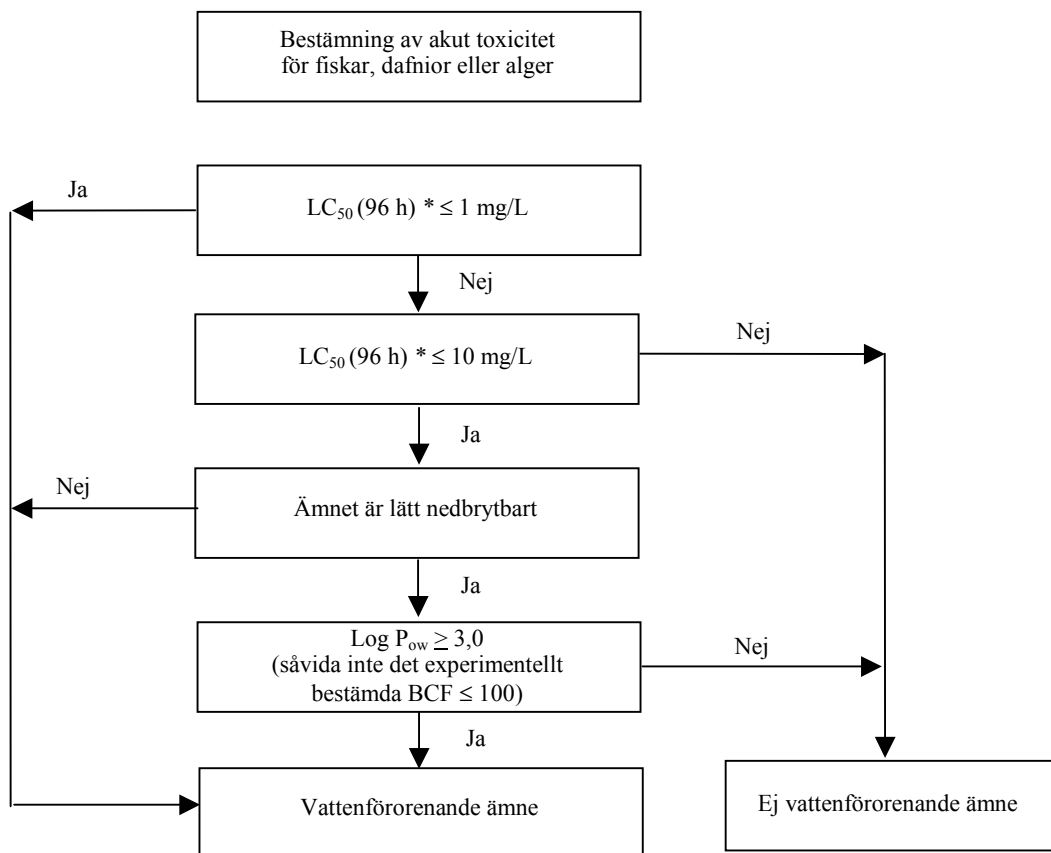 Bestämning av akut toxicitet
för fiskar, dafnior eller alger
Ja
LC50 (96 h) * ≤ 1 mg/L
Nej
LC50 (96 h) * ≤ 10 mg/L
Nej
Ja
Nej
Ämnet är lätt nedbrytbart
Ja
Log Pow ≥ 3,0
(såvida inte det experimentellt
bestämda BCF ≤ 100)
Nej
Ja
Vattenförorenande ämne
Ej vattenförorenande ämne